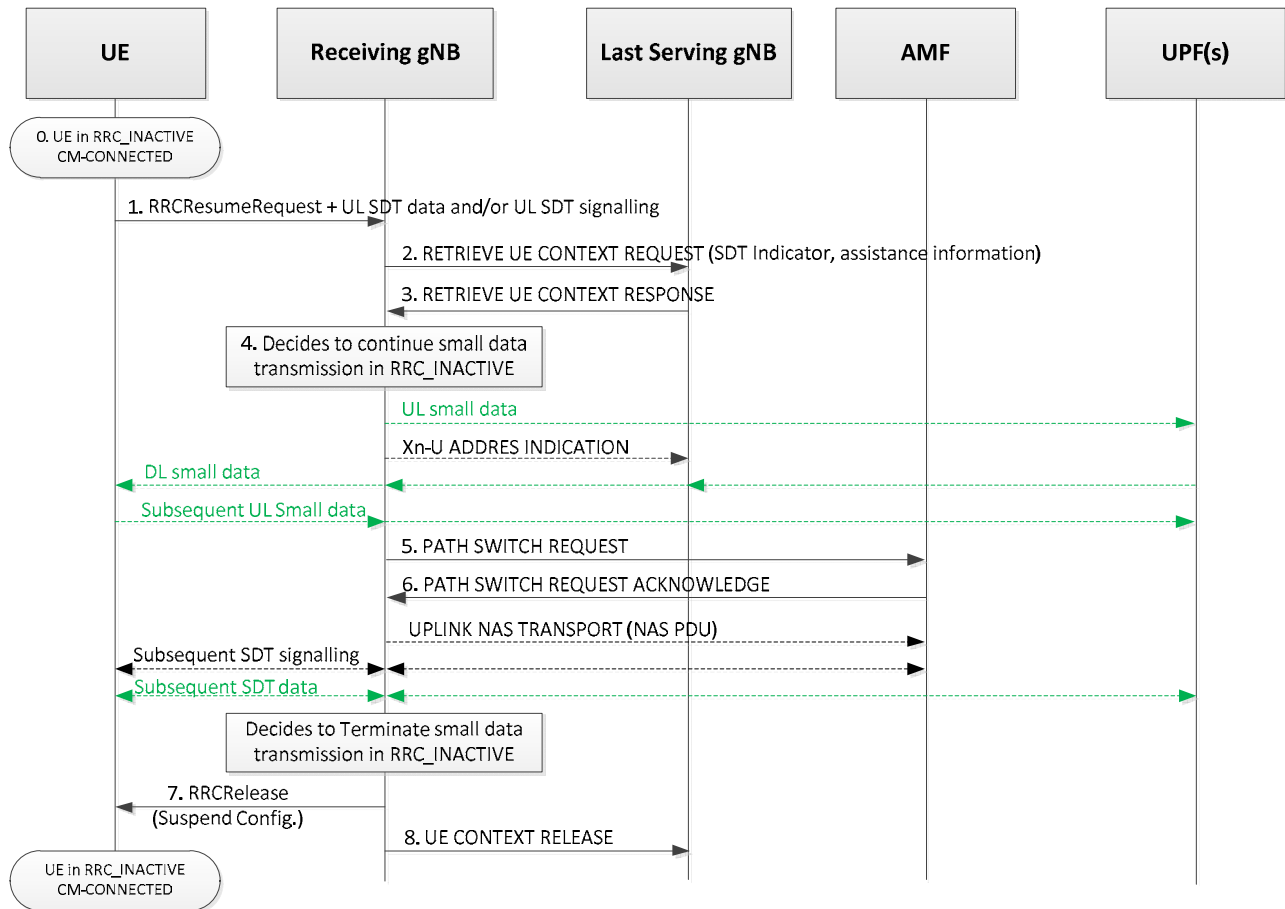 UE
Receiving gNB
Last Serving gNB
AMF
UPF(s)
0. UE in RRC_INACTIVE
CM-CONNECTED
1. RRCResumeRequest + UL SDT data and/or UL SDT signalling
2. RETRIEVE UE CONTEXT REQUEST (SDT Indicator, assistance information)
3. RETRIEVE UE CONTEXT RESPONSE
4. Decides to continue small data
transmission in RRC_INACTIVE
UL small data
Xn-U ADDRES INDICATION
DL small data
Subsequent UL Small data
5. PATH SWITCH REQUEST
6. PATH SWITCH REQUEST ACKNOWLEDGE
UPLINK NAS TRANSPORT (NAS PDU)
Subsequent SDT signalling
Subsequent SDT data
Decides to Terminate small data
transmission in RRC_INACTIVE
7. RRCRelease
(Suspend Config.)
8. UE CONTEXT RELEASE
UE in RRC_INACTIVE
CM-CONNECTED